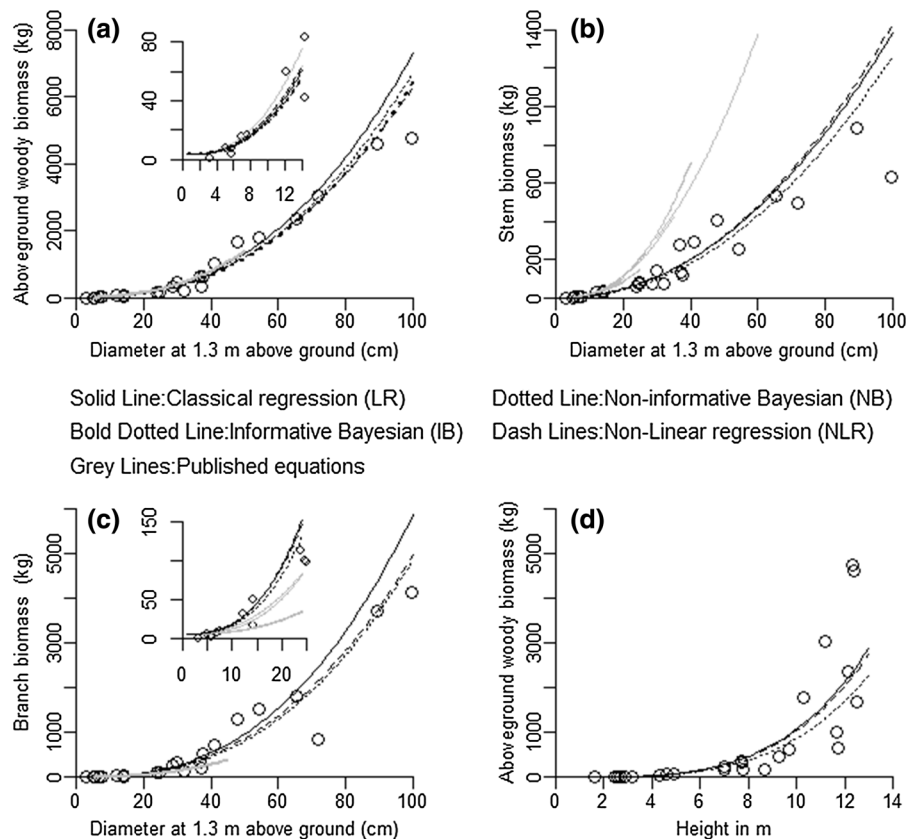 (a)
Aboveground woody biomass (kg)
0 2000 4000 6000 8000
0 40 80
0 4 8 12
0 20 40 60 80 100
Diameter at 1.3 m above ground (cm)
(b)
Stem biomass (kg)
0 200 600 1000 1400
0 20 40 60 80 100
Diameter at 1.3 m above ground (cm)
Solid Line:Classical regression (LR)
Dotted Line:Non-informative Bayesian (NB)
Bold Dotted Line:Informative Bayesian (IB)
Dash Lines:Non-Linear regression (NLR)
Grey Lines:Published equations
(c)
Branch biomass (kg)
0 1000 3000 5000
0 50 150
0 10 20
0 20 40 60 80 100
Diameter at 1.3 m above ground (cm)
(d)
Aboveground woody biomass (kg)
0 1000 3000 5000
0 2 4 6 8 10 12 14
Height in m